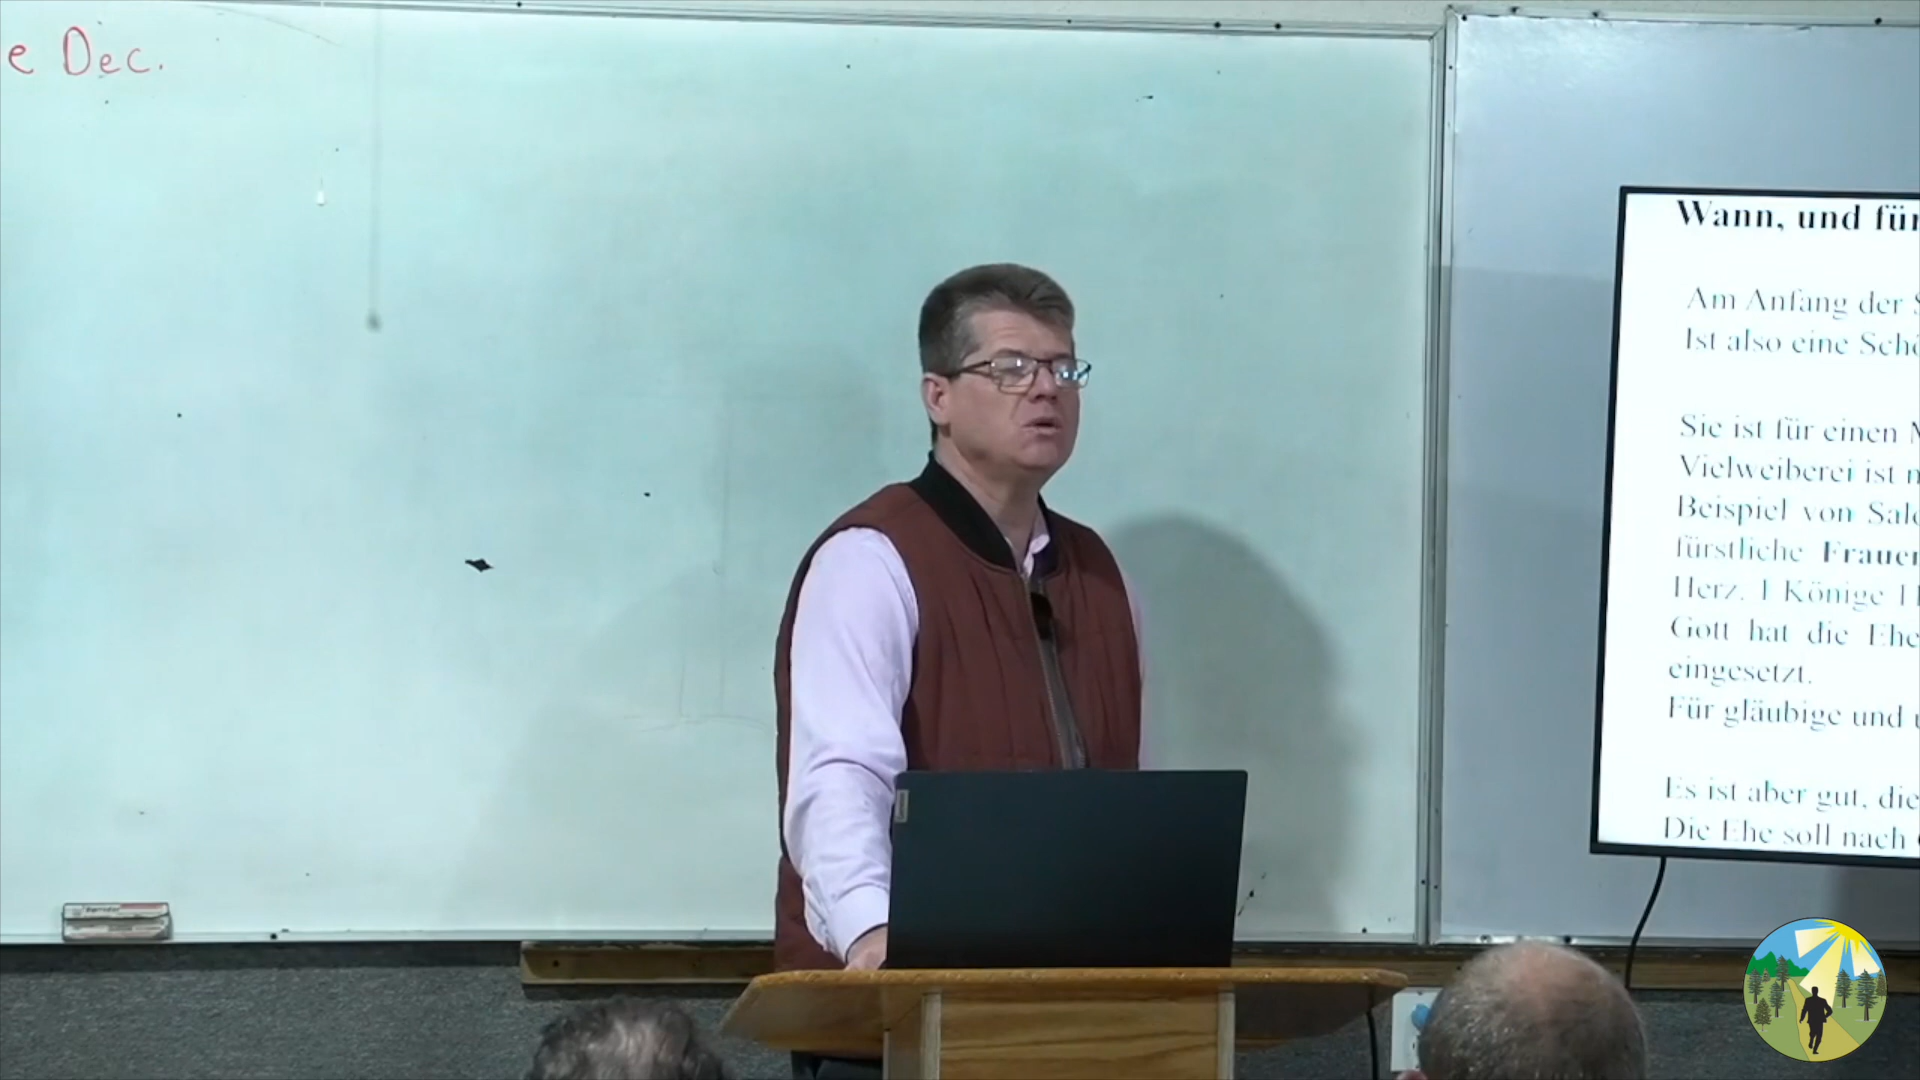 e Dec.
Wann, und für
Am Anfang der
Ist also eine
Sie ist für einen
Vielweiberei ist
Beispiel von
fürstliche Frauen
Herz. 1 Könige 11
Gott hat die Ehe
eingesetzt.
Für gläubige und
Es ist aber gut, die
Die Ehe soll nach